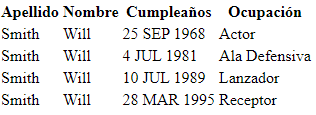 Apellido Nombre Cumpleaños Ocupación
Smith Will 25 SEP 1968 Actor
Smith Will 4 JUL 1981 Ala Defensiva
Smith Will 10 JUL 1989 Lanzador
Smith Will 28 MAR 1995 Receptor